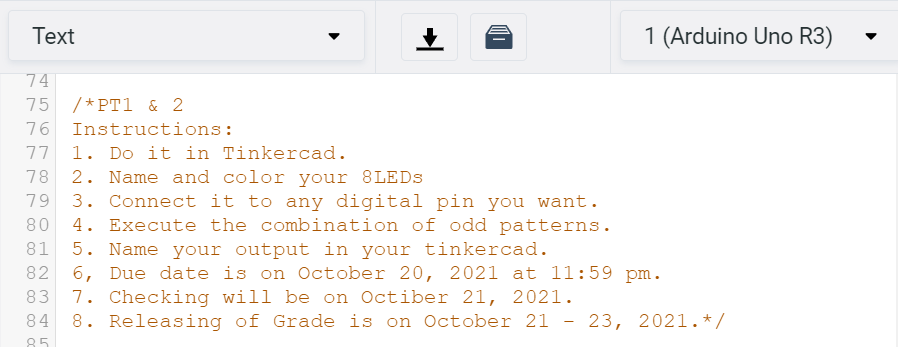 Text
1 (Arduino Uno R3)
74
75 /*PT1 & 2
76 Instructions:
77 1. Do it in Tinkercad.
78 2. Name and color your 8LEDs
79 3. Connect it to any digital pin you want.
80 4. Execute the combination of odd patterns.
81 5. Name your output in your tinkercad.
82 6, Due date is on October 20, 2021 at 11:59 pm.
83 7. Checking will be on Octiber 21, 2021.
84 8. Releasing of Grade is on October 21 - 23, 2021.*/
85